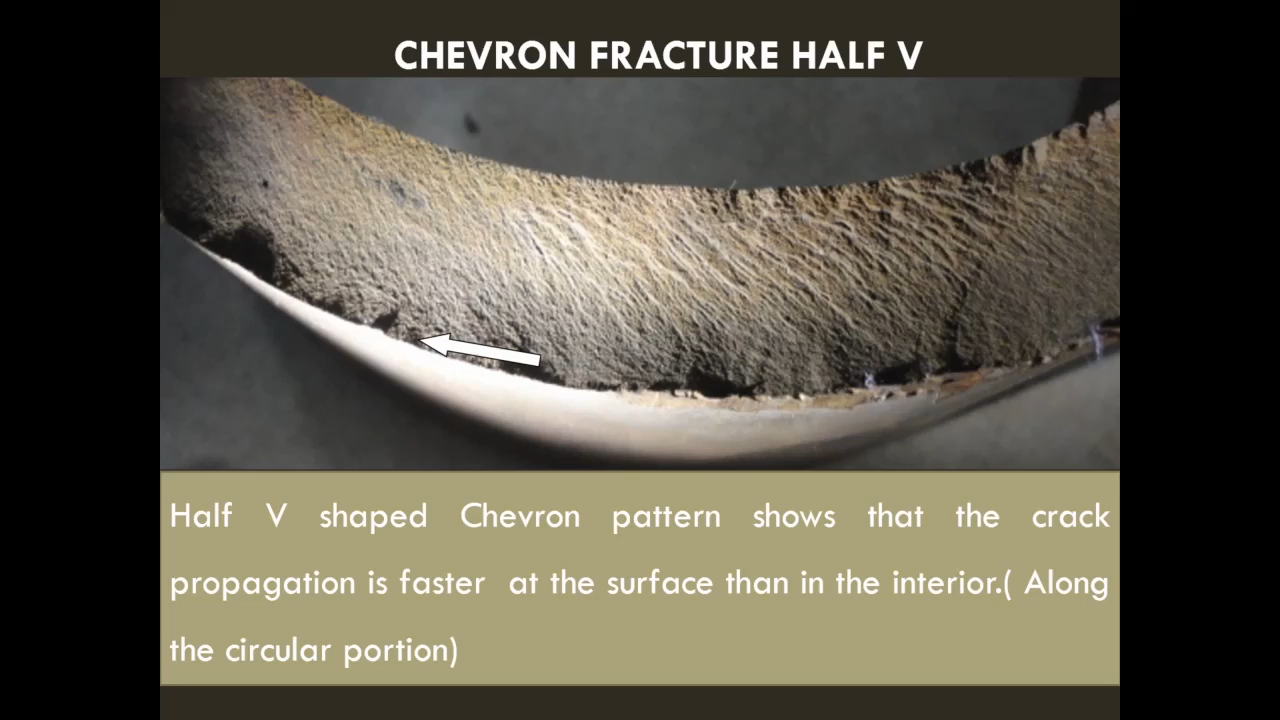 CHEVRON FRACTURE HALF V
Half V shaped Chevron pattern shows that the crack
propagation is faster at the surface than in the interior.( Along
the circular portion)